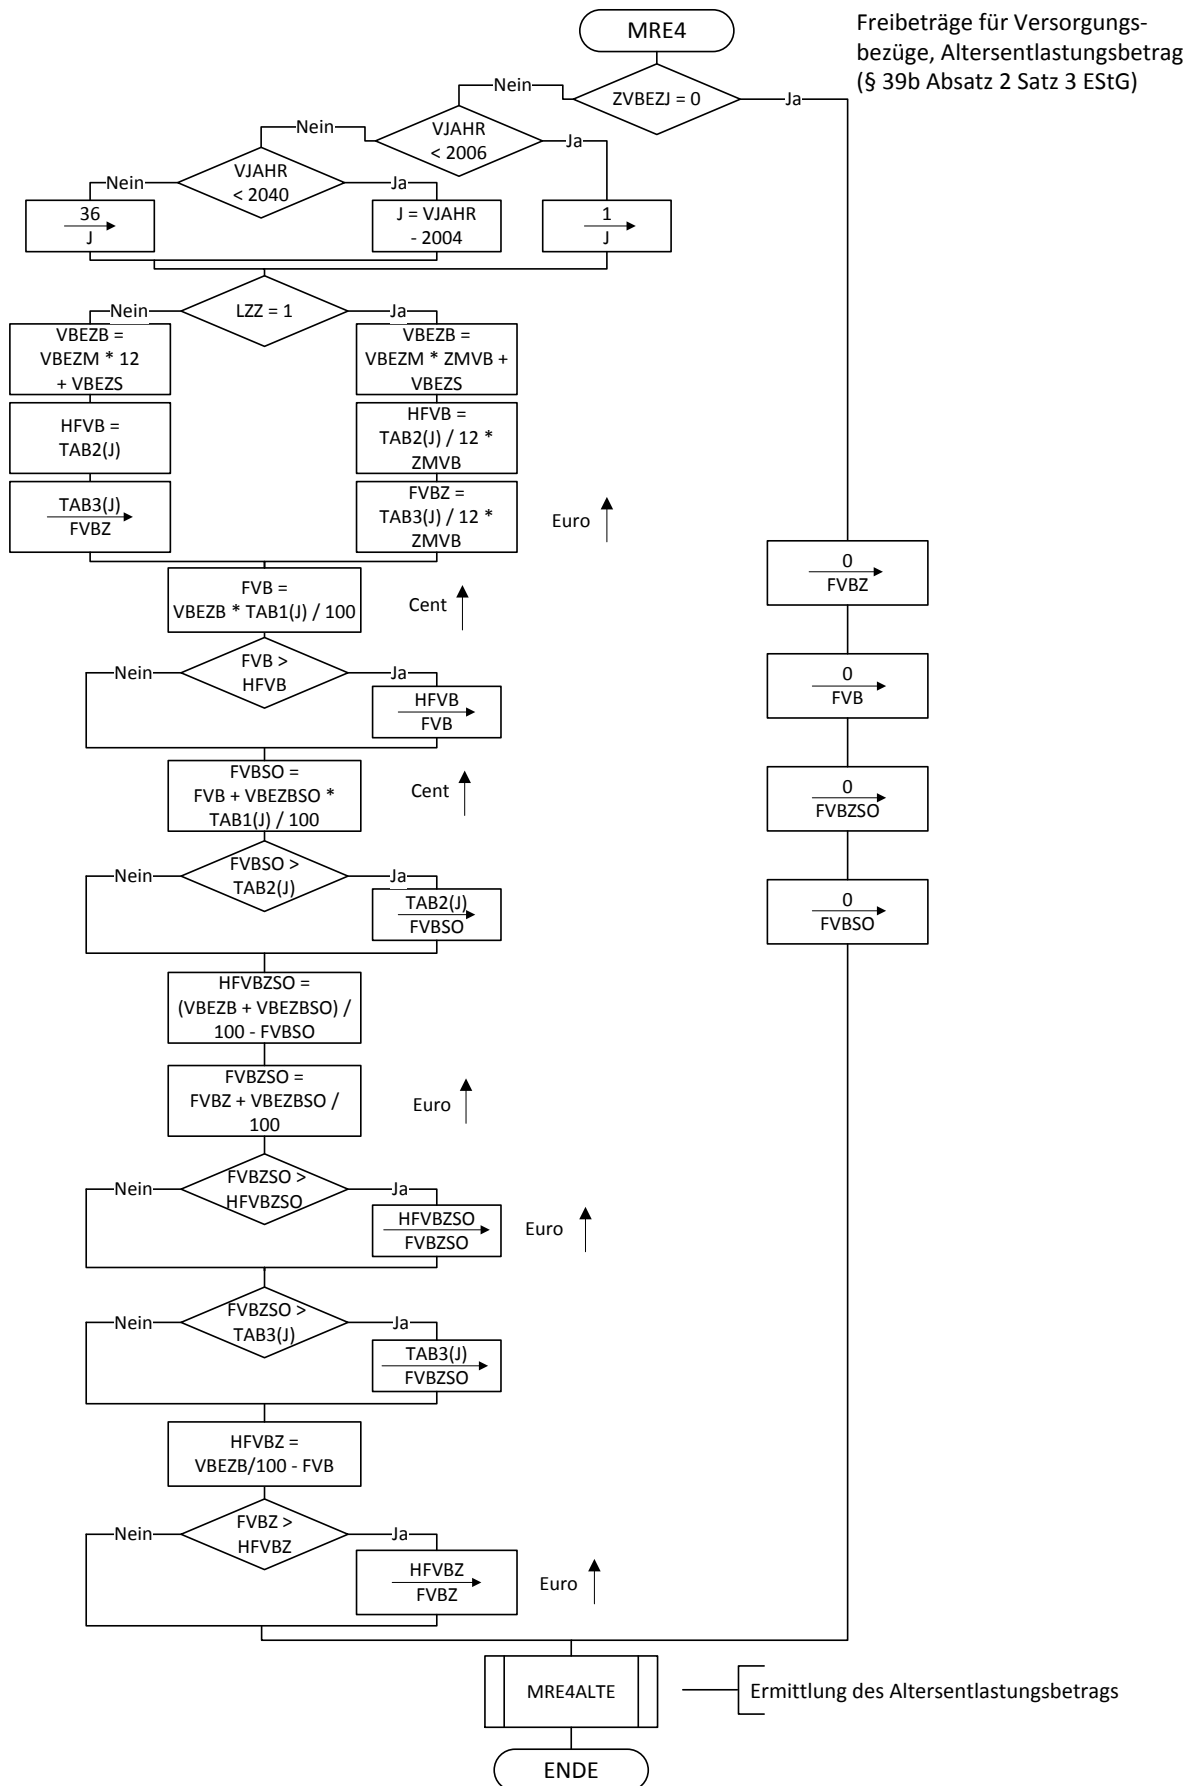 MRE4
Freibeträge für Versorgungs-
bezüge, Altersentlastungsbetrag
(§ 39b Absatz 2 Satz 3 EStG)
Nein
ZVBEZJ = 0
Ja
Nein
VJAHR
< 2006
Ja
Nein
VJAHR
< 2040
Ja
36
J
J = VJAHR
- 2004
1
J
Nein
LZZ = 1
Ja
VBEZB =
VBEZM * 12
+ VBEZS
VBEZB =
VBEZM * ZMVB +
VBEZS
HFVB =
TAB2(J)
HFVB =
TAB2(J) / 12 *
ZMVB
TAB3(J)
FVBZ
FVBZ =
TAB3(J) / 12 *
ZMVB
Euro
0
FVBZ
FVB =
VBEZB * TAB1(J) / 100
Cent
Nein
FVB >
HFVB
Ja
HFVB
FVB
0
FVB
FVBSO =
FVB + VBEZBSO *
TAB1(J) / 100
Cent
0
FVBZSO
Nein
FVBSO >
TAB2(J)
Ja
TAB2(J)
FVBSO
0
FVBSO
HFVBZSO =
(VBEZB + VBEZBSO) /
100 - FVBSO
FVBZSO =
FVBZ + VBEZBSO /
100
Euro
Nein
FVBZSO >
HFVBZSO
Ja
HFVBZSO
FVBZSO
Euro
Nein
FVBZSO >
TAB3(J)
Ja
TAB3(J)
FVBZSO
HFVBZ =
VBEZB/100 - FVB
Nein
FVBZ >
HFVBZ
Ja
HFVBZ
FVBZ
Euro
MRE4ALTE
Ermittlung des Altersentlastungsbetrags
ENDE